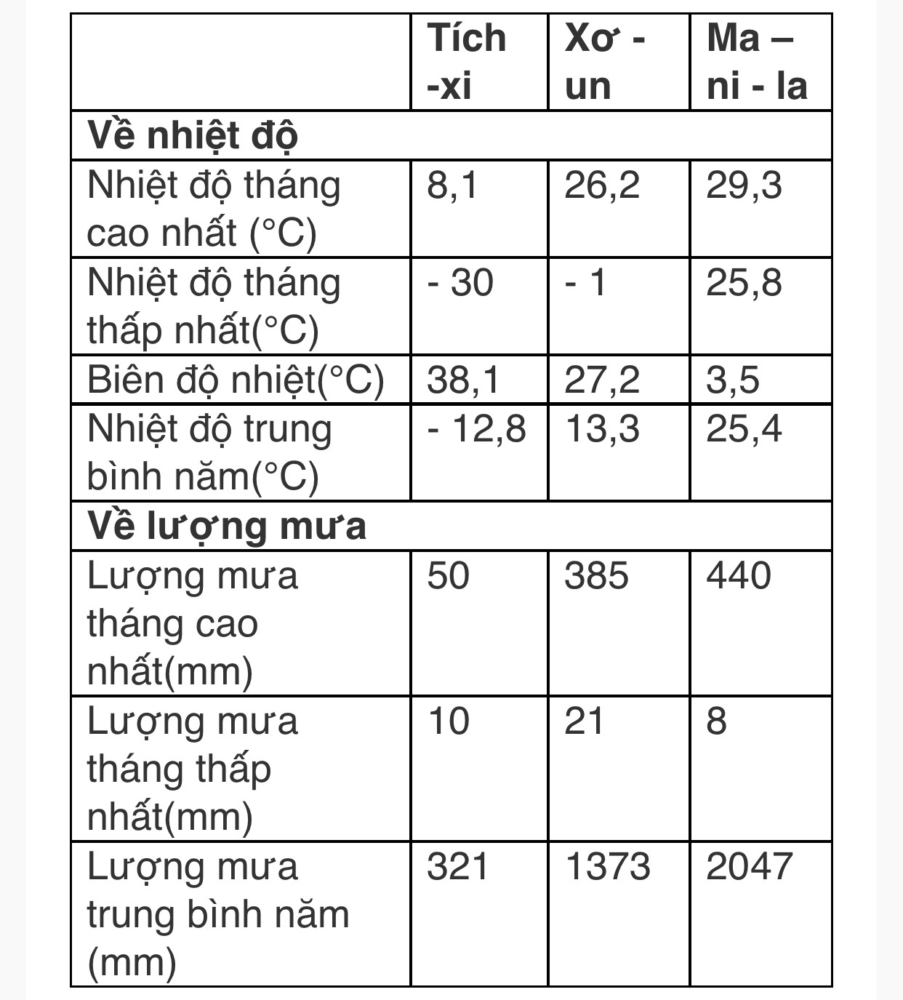 Tích
-xi
Xơ -
un
Ma –
ni - la
Về nhiệt độ
Nhiệt độ tháng
cao nhất (°C)
8,1
26,2
29,3
Nhiệt độ tháng
thấp nhất(°C)
- 30
- 1
25,8
Biên độ nhiệt(°C)
38,1
27,2
3,5
Nhiệt độ trung
bình năm(°C)
- 12,8
13,3
25,4
Về lượng mưa
Lượng mưa
tháng cao
nhất(mm)
50
385
440
Lượng mưa
tháng thấp
nhất(mm)
10
21
8
Lượng mưa
trung bình năm
(mm)
321
1373
2047